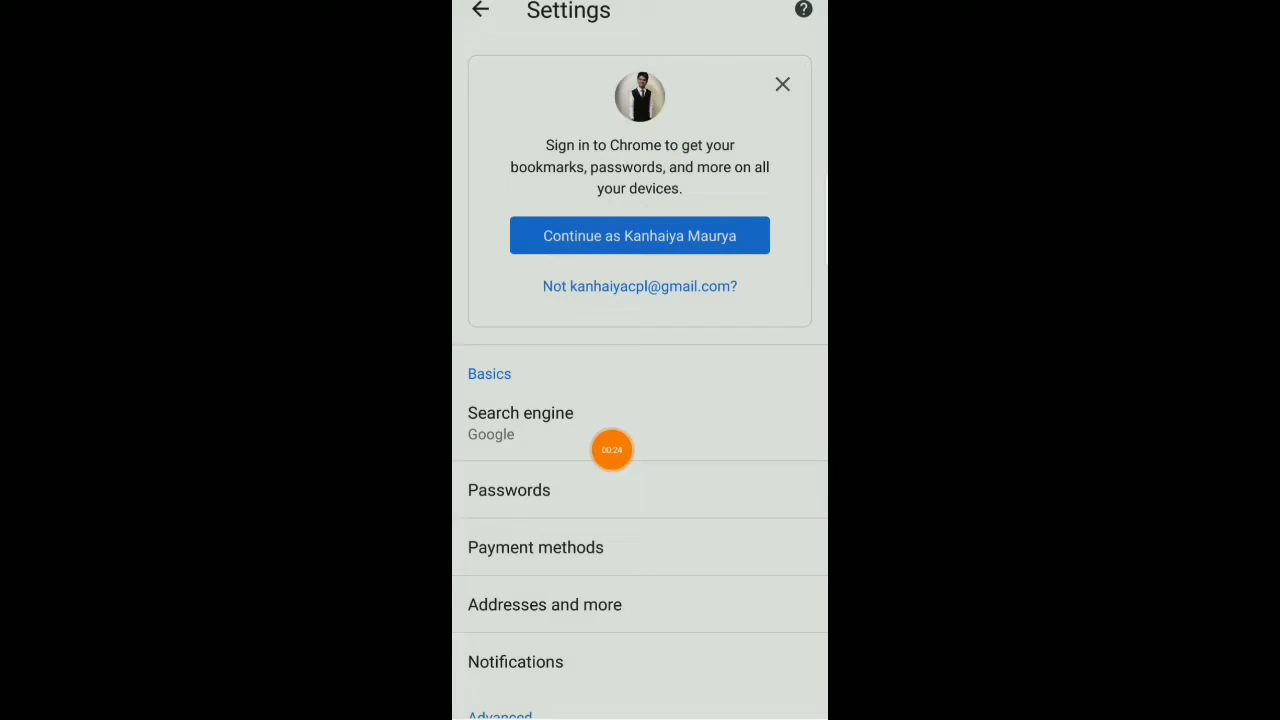 Settings
Sign in to Chrome to get your
bookmarks, passwords, and more on all
your devices.
Continue as Kanhaiya Maurya
Not kanhaiyacpl@gmail.com?
Basics
Search engine
Google
00:24
Passwords
Payment methods
Addresses and more
Notifications
Advanced